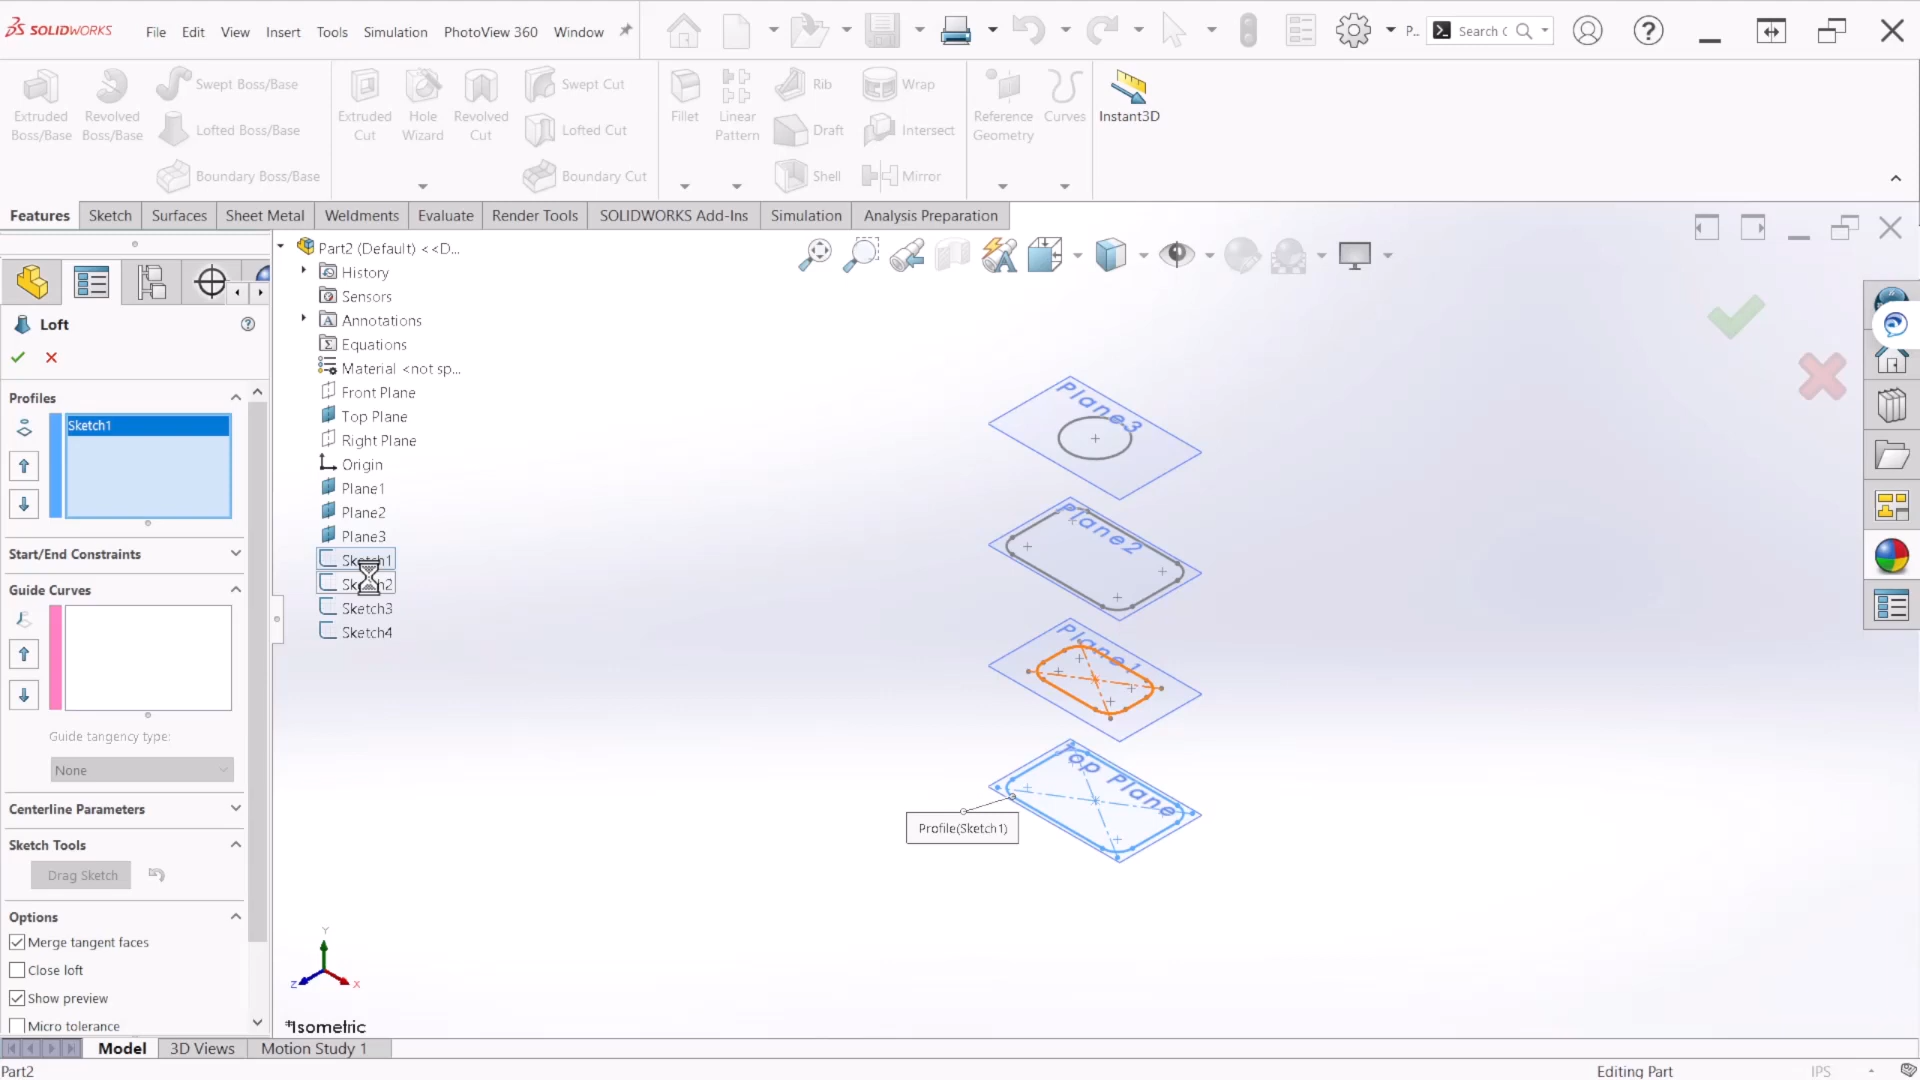 SOLIDWORKS File Edit View Insert Tools Simulation PhotoView 360 Window P.. Search C
Extruded Boss/Base
Revolved Boss/Base
Swept Boss/Base
Lofted Boss/Base
Boundary Boss/Base
Extruded Cut
Hole Wizard
Revolved Cut
Swept Cut
Lofted Cut
Boundary Cut
Fillet
Linear Pattern
Rib
Draft
Shell
Wrap
Intersect
Mirror
Reference Geometry
Curves
Instant3D
Features Sketch Surfaces Sheet Metal Weldments Evaluate Render Tools SOLIDWORKS Add-Ins Simulation Analysis Preparation
Loft
Profiles
Sketch1
Start/End Constraints
Guide Curves
Guide tangency type:
None
Centerline Parameters
Sketch Tools
Drag Sketch
Options
Merge tangent faces
Close loft
Show preview
Micro tolerance
Part2 (Default) <<D...
History
Sensors
Annotations
Equations
Material <not sp...
Front Plane
Top Plane
Right Plane
Origin
Plane1
Plane2
Plane3
Sketch1
Sketch2
Sketch3
Sketch4
Plane3
Plane2
Plane1
Top Plane
Profile(Sketch1)
Y
Z
X
*Isometric
Model 3D Views Motion Study 1
Part2 Editing Part IPS